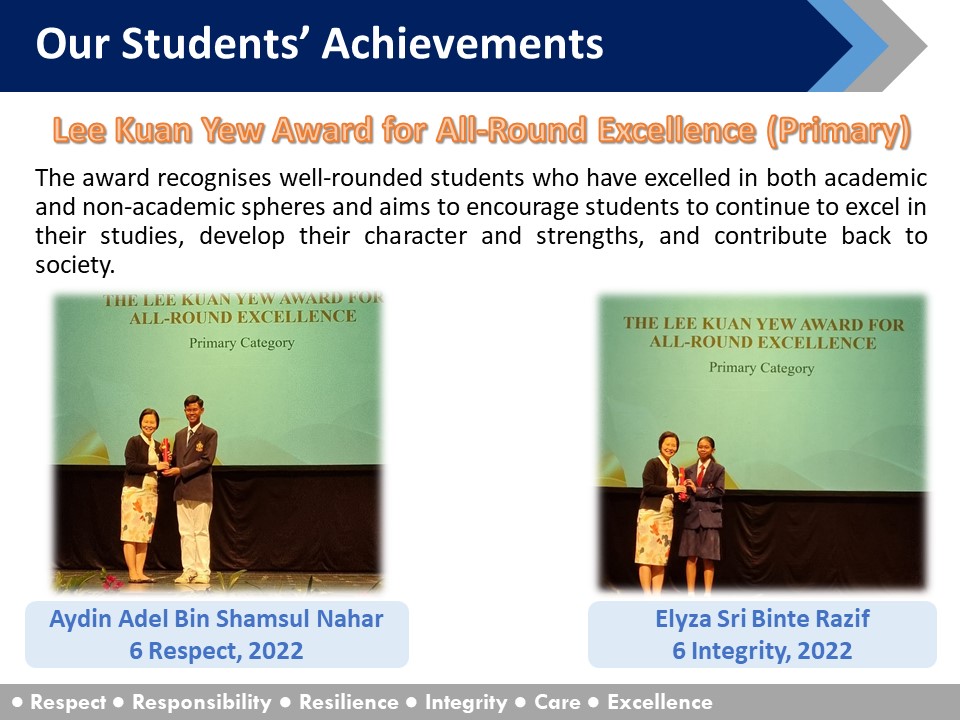 Our Students’ Achievements
Lee Kuan Yew Award for All-Round Excellence (Primary)
The award recognises well-rounded students who have excelled in both academic
and non-academic spheres and aims to encourage students to continue to excel in
their studies, develop their character and strengths, and contribute back to
society.
THE LEE KUAN YEW AWARD FOR
ALL-ROUND EXCELLENCE
Primary Category
THE LEE KUAN YEW AWARD FOR
ALL-ROUND EXCELLENCE
Primary Category
Aydin Adel Bin Shamsul Nahar
6 Respect, 2022
Elyza Sri Binte Razif
6 Integrity, 2022
● Respect ● Responsibility ● Resilience ● Integrity ● Care ● Excellence